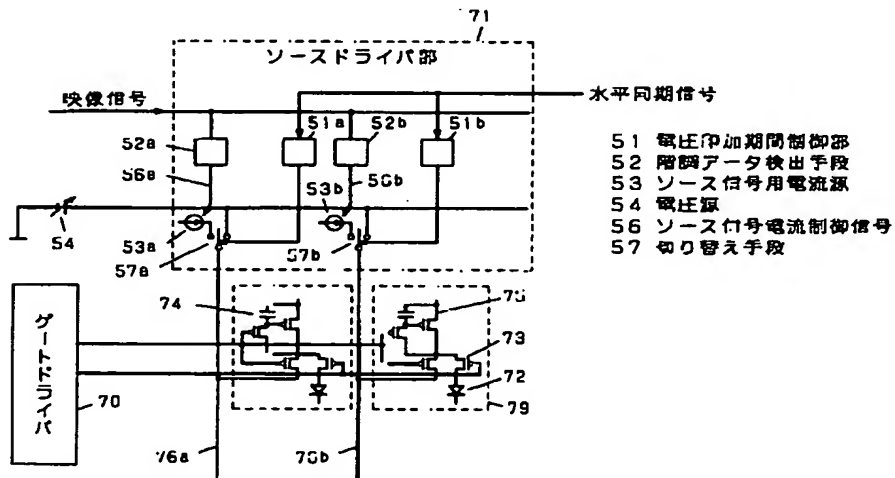 71
ソースドライバ部
映像信号
水平同期信号
52a
51a
52b
51b
56a
56b
53b
54
53a
57a
57b
51 電圧印加期間制御部
52 階調データ検出手段
53 ソース信号用電流源
54 電圧源
56 ソース信号電流制御信号
57 切り替え手段
74
75
73
72
79
ゲートドライバ
70
76a
76b